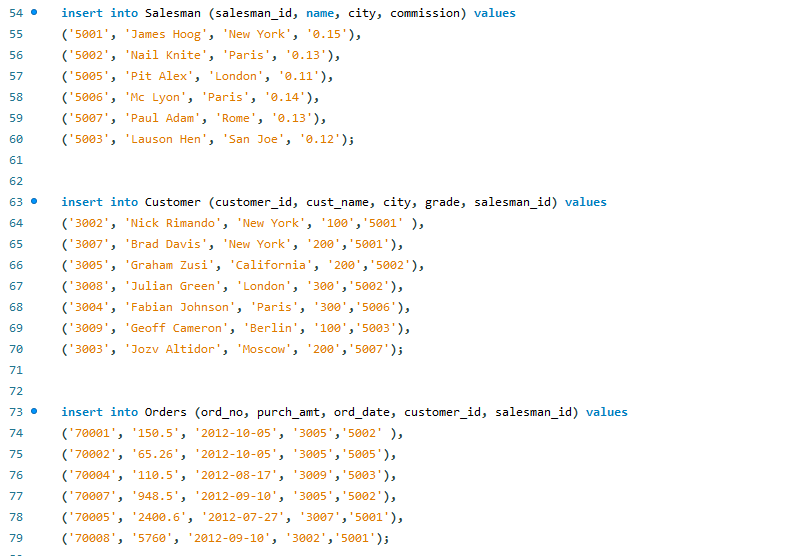 54 insert into Salesman (salesman_id, name, city, commission) values
55 ('5001', 'James Hoog', 'New York', '0.15'),
56 ('5002', 'Nail Knite', 'Paris', '0.13'),
57 ('5005', 'Pit Alex', 'London', '0.11'),
58 ('5006', 'Mc Lyon', 'Paris', '0.14'),
59 ('5007', 'Paul Adam', 'Rome', '0.13'),
60 ('5003', 'Lauson Hen', 'San Joe', '0.12');
61
62
63 insert into Customer (customer_id, cust_name, city, grade, salesman_id) values
64 ('3002', 'Nick Rimando', 'New York', '100','5001' ),
65 ('3007', 'Brad Davis', 'New York', '200','5001'),
66 ('3005', 'Graham Zusi', 'California', '200','5002'),
67 ('3008', 'Julian Green', 'London', '300','5002'),
68 ('3004', 'Fabian Johnson', 'Paris', '300','5006'),
69 ('3009', 'Geoff Cameron', 'Berlin', '100','5003'),
70 ('3003', 'Jozv Altidor', 'Moscow', '200','5007');
71
72
73 insert into Orders (ord_no, purch_amt, ord_date, customer_id, salesman_id) values
74 ('70001', '150.5', '2012-10-05', '3005','5002' ),
75 ('70002', '65.26', '2012-10-05', '3005','5005'),
76 ('70004', '110.5', '2012-08-17', '3009','5003'),
77 ('70007', '948.5', '2012-09-10', '3005','5002'),
78 ('70005', '2400.6', '2012-07-27', '3007','5001'),
79 ('70008', '5760', '2012-09-10', '3002','5001');